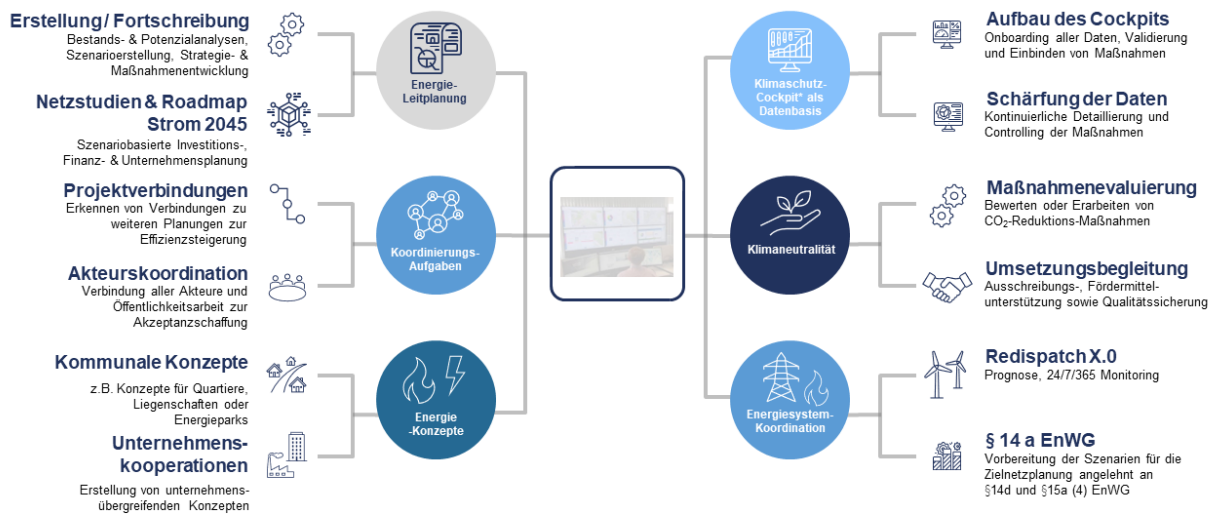 Erstellung / Fortschreibung
Bestands- & Potenzialanalysen,
Szenarioerstellung, Strategie- &
Maßnahmenentwicklung
Netzstudien & Roadmap
Strom 2045
Szenariobasierte Investitions-,
Finanz- & Unternehmensplanung
Energie-
Leitplanung
Projektverbindungen
Erkennen von Verbindungen zu
weiteren Planungen zur
Effizienzsteigerung
Akteurskoordination
Verbindung aller Akteure und
Öffentlichkeitsarbeit zur
Akzeptanzschaffung
Koordinierungs-
Aufgaben
Kommunale Konzepte
z.B. Konzepte für Quartiere,
Liegenschaften oder
Energieparks
Unternehmens-
kooperationen
Erstellung von unternehmens-
übergreifenden Konzepten
Energie
-Konzepte
Klimaschutz-
Cockpit* als
Datenbasis
Aufbau des Cockpits
Onboarding aller Daten, Validierung
und Einbinden von Maßnahmen
Schärfung der Daten
Kontinuierliche Detaillierung und
Controlling der Maßnahmen
Klimaneutralität
Maßnahmenevaluierung
Bewerten oder Erarbeiten von
CO₂-Reduktions-Maßnahmen
Umsetzungsbegleitung
Ausschreibungs-, Fördermittel-
unterstützung sowie Qualitätssicherung
Energiesystem-
Koordination
Redispatch X.0
Prognose, 24/7/365 Monitoring
§ 14 a EnWG
Vorbereitung der Szenarien für die
Zielnetzplanung angelehnt an
§14d und §15a (4) EnWG